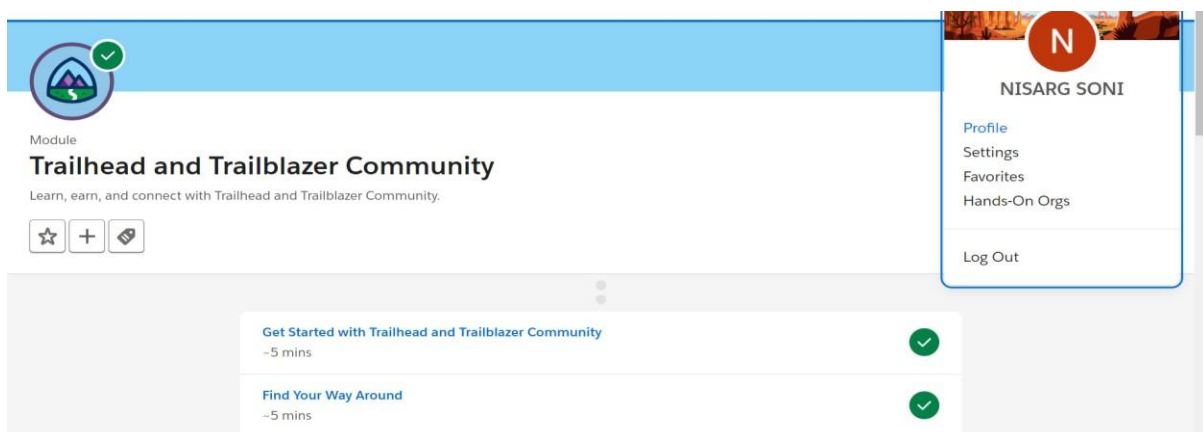 N
NISARG SONI
Profile
Settings
Favorites
Hands-On Orgs
Log Out
Module
Trailhead and Trailblazer Community
Learn, earn, and connect with Trailhead and Trailblazer Community.
Get Started with Trailhead and Trailblazer Community
~5 mins
Find Your Way Around
~5 mins